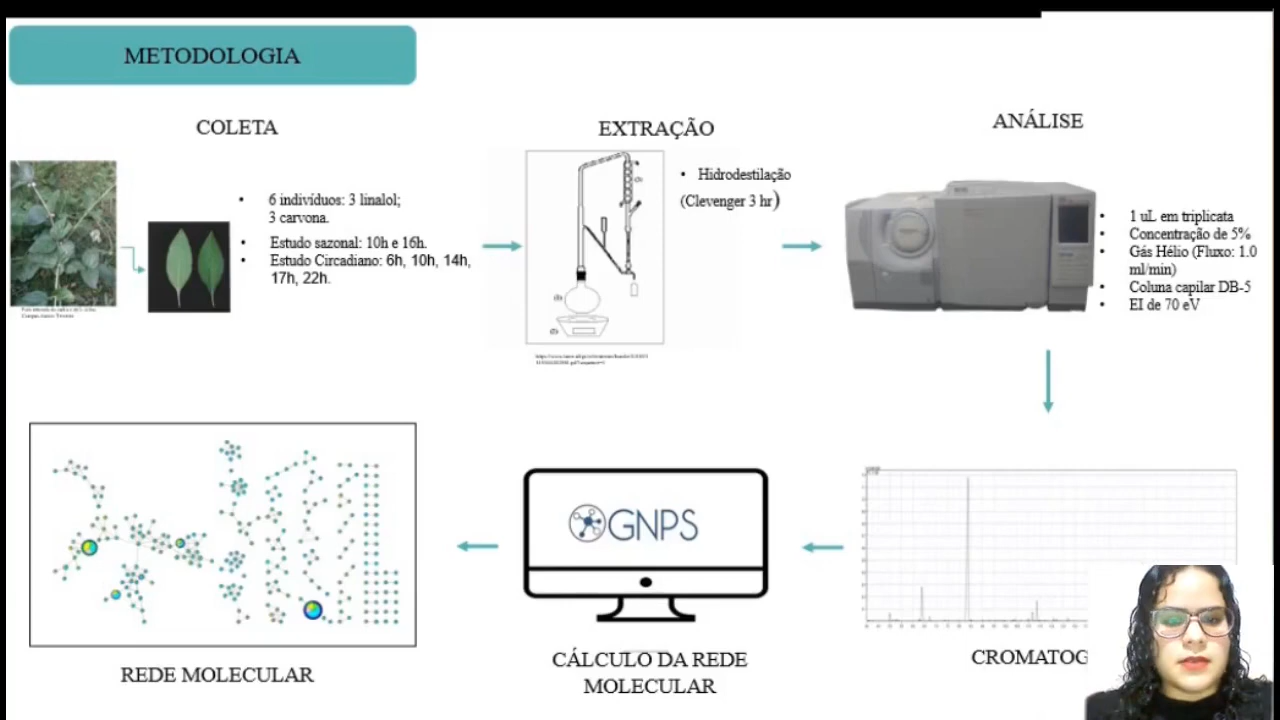 METODOLOGIA
COLETA
6 indivíduos: 3 linalol;
3 carvona.
Estudo sazonal: 10h e 16h.
Estudo Circadiano: 6h, 10h, 14h,
17h, 22h.
EXTRAÇÃO
Hidrodestilação
(Clevenger 3 hr)
ANÁLISE
1 uL em triplicata
Concentração de 5%
Gás Hélio (Fluxo: 1.0
ml/min)
Coluna capilar DB-5
EI de 70 eV
REDE MOLECULAR
GNPS
CÁLCULO DA REDE
MOLECULAR
CROMATOG